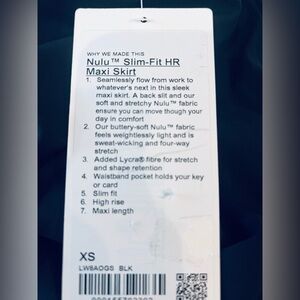 WHY WE MADE THIS
Nulu™ Slim-Fit HR
Maxi Skirt
1. Seamlessly flow from work to
whatever's next in this sleek
maxi skirt. A back slit and our
soft and stretchy Nulu™ fabric
ensure you can move though your
day in comfort
2. Our buttery-soft Nulu™ fabric
feels weightlessly light and is
sweat-wicking and four-way
stretch
3. Added Lycra® fibre for stretch
and shape retention
4. Waistband pocket holds your key
or card
5. Slim fit
6. High rise
7. Maxi length
XS
LW8AOGS BLK